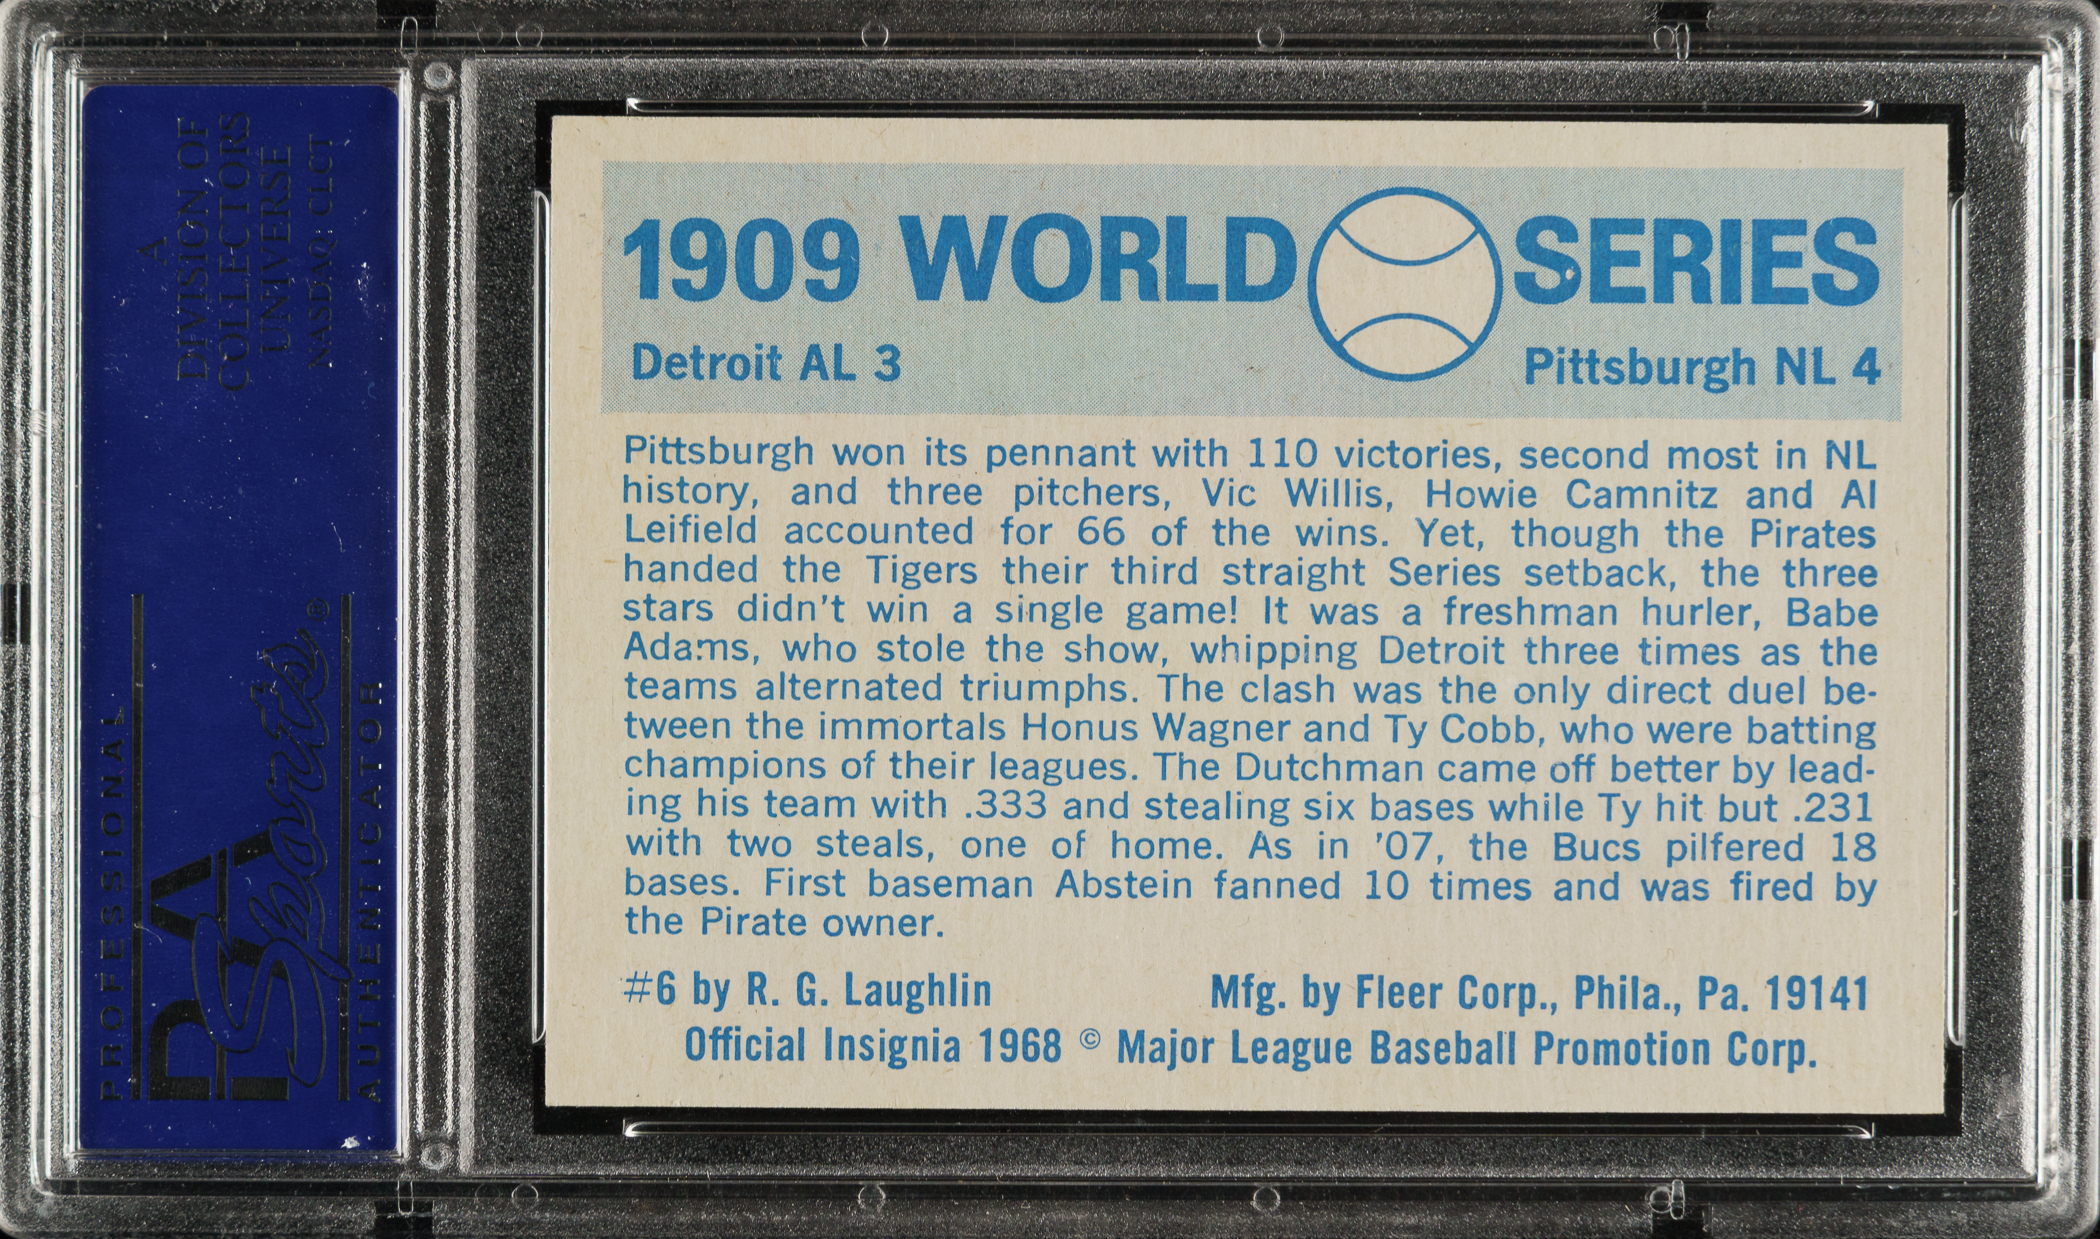 A
DIVISION OF
COLLECTORS
UNIVERSE
NASDAQ: CLCT
PROFESSIONAL
PSA
Sports®
AUTHENTICATOR
1909 WORLD SERIES
Detroit AL 3 Pittsburgh NL 4
Pittsburgh won its pennant with 110 victories, second most in NL
history, and three pitchers, Vic Willis, Howie Camnitz and Al
Leifield accounted for 66 of the wins. Yet, though the Pirates
handed the Tigers their third straight Series setback, the three
stars didn't win a single game! It was a freshman hurler, Babe
Adams, who stole the show, whipping Detroit three times as the
teams alternated triumphs. The clash was the only direct duel be-
tween the immortals Honus Wagner and Ty Cobb, who were batting
champions of their leagues. The Dutchman came off better by lead-
ing his team with .333 and stealing six bases while Ty hit but .231
with two steals, one of home. As in '07, the Bucs pilfered 18
bases. First baseman Abstein fanned 10 times and was fired by
the Pirate owner.
#6 by R. G. Laughlin Mfg. by Fleer Corp., Phila., Pa. 19141
Official Insignia 1968 © Major League Baseball Promotion Corp.